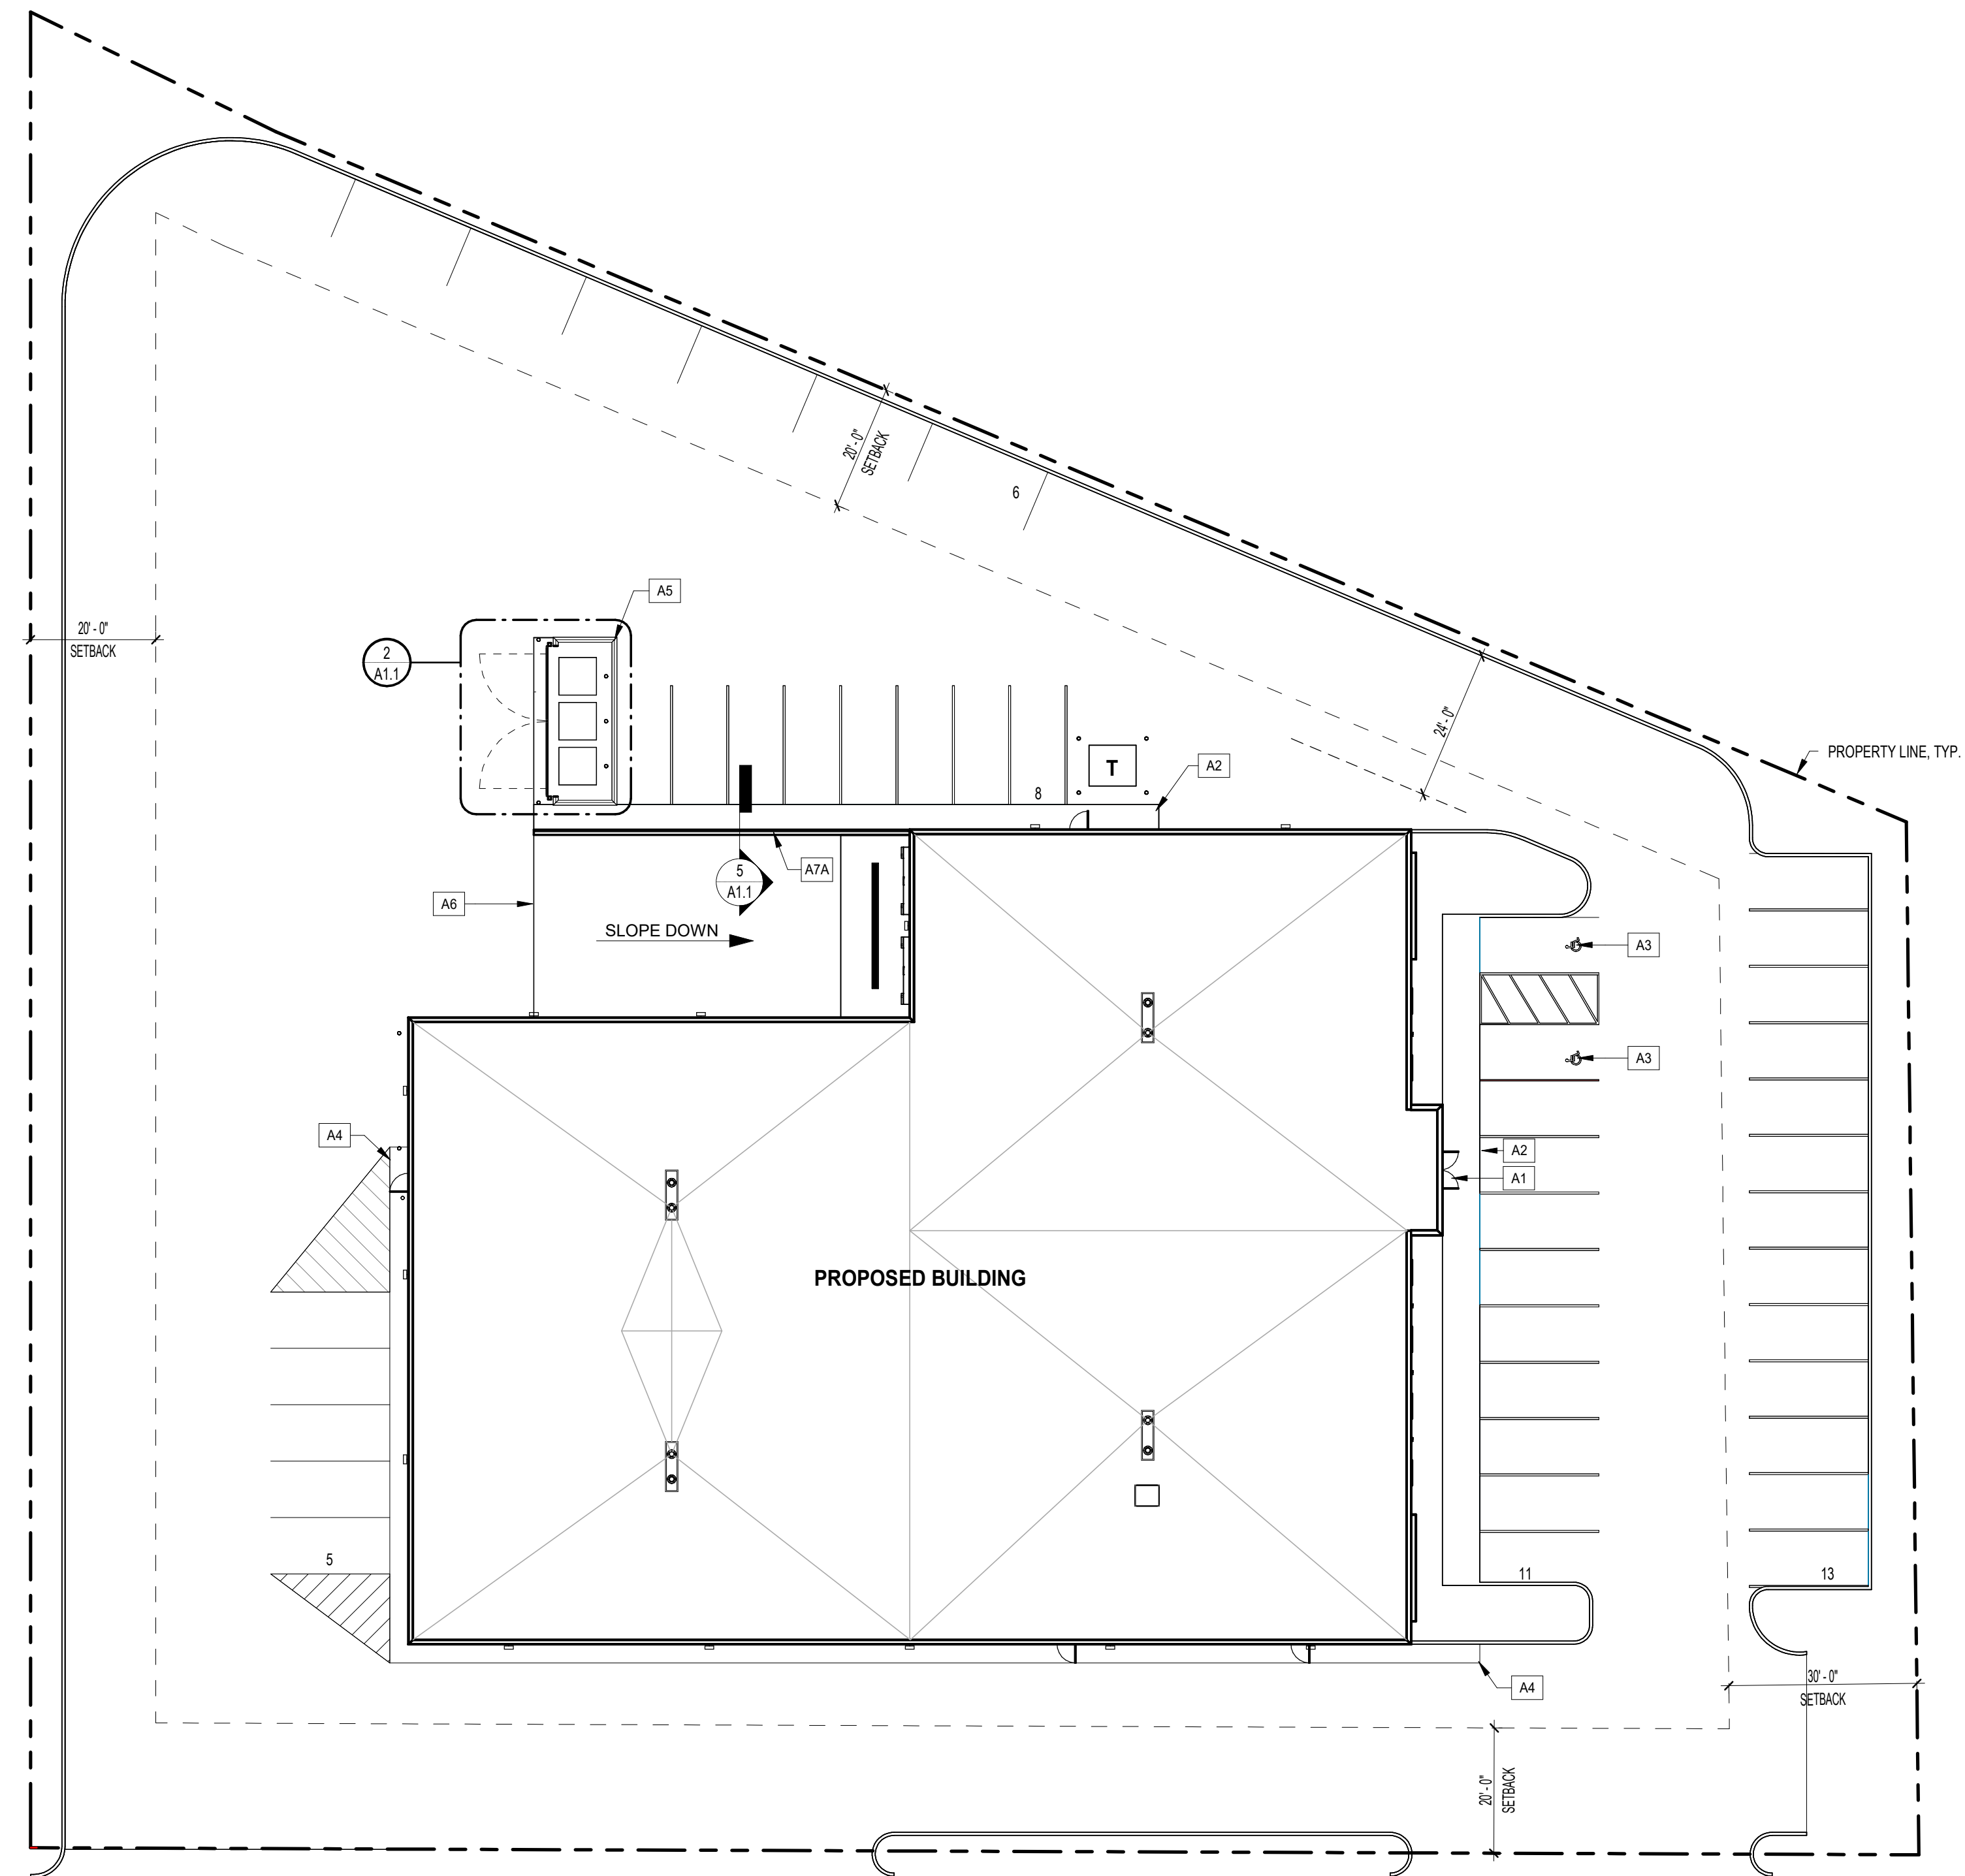 20' - 0"
SETBACK
6
A5
20' - 0"
SETBACK
2
A1.1
24' - 0"
PROPERTY LINE, TYP.
T
A2
8
A7A
5
A1.1
A6
SLOPE DOWN
A3
A3
A4
A2
A1
PROPOSED BUILDING
5
11
13
A4
30' - 0"
SETBACK
20' - 0"
SETBACK